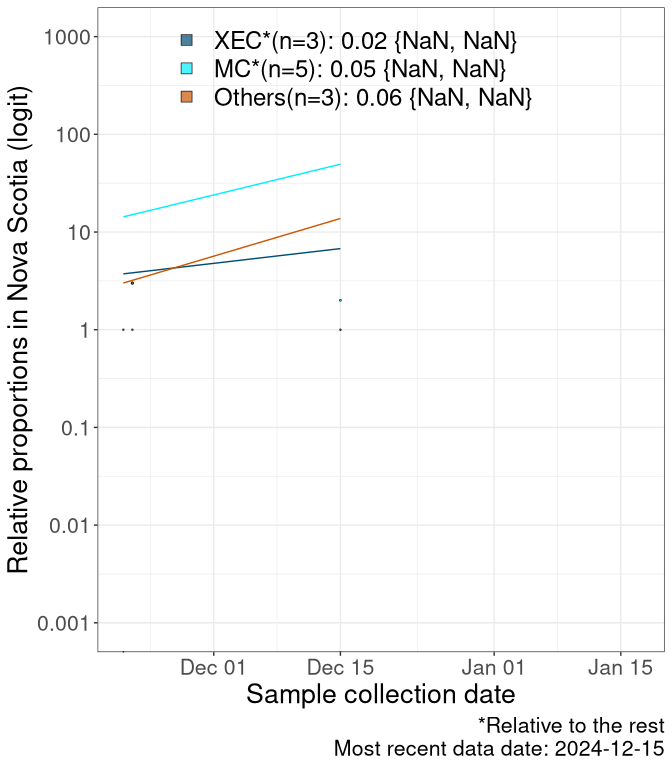 XEC*(n=3): 0.02 {NaN, NaN}
MC*(n=5): 0.05 {NaN, NaN}
Others(n=3): 0.06 {NaN, NaN}
Relative proportions in Nova Scotia (logit)
1000
100
10
1
0.1
0.01
0.001
Dec 01 Dec 15 Jan 01 Jan 15
Sample collection date
*Relative to the rest
Most recent data date: 2024-12-15